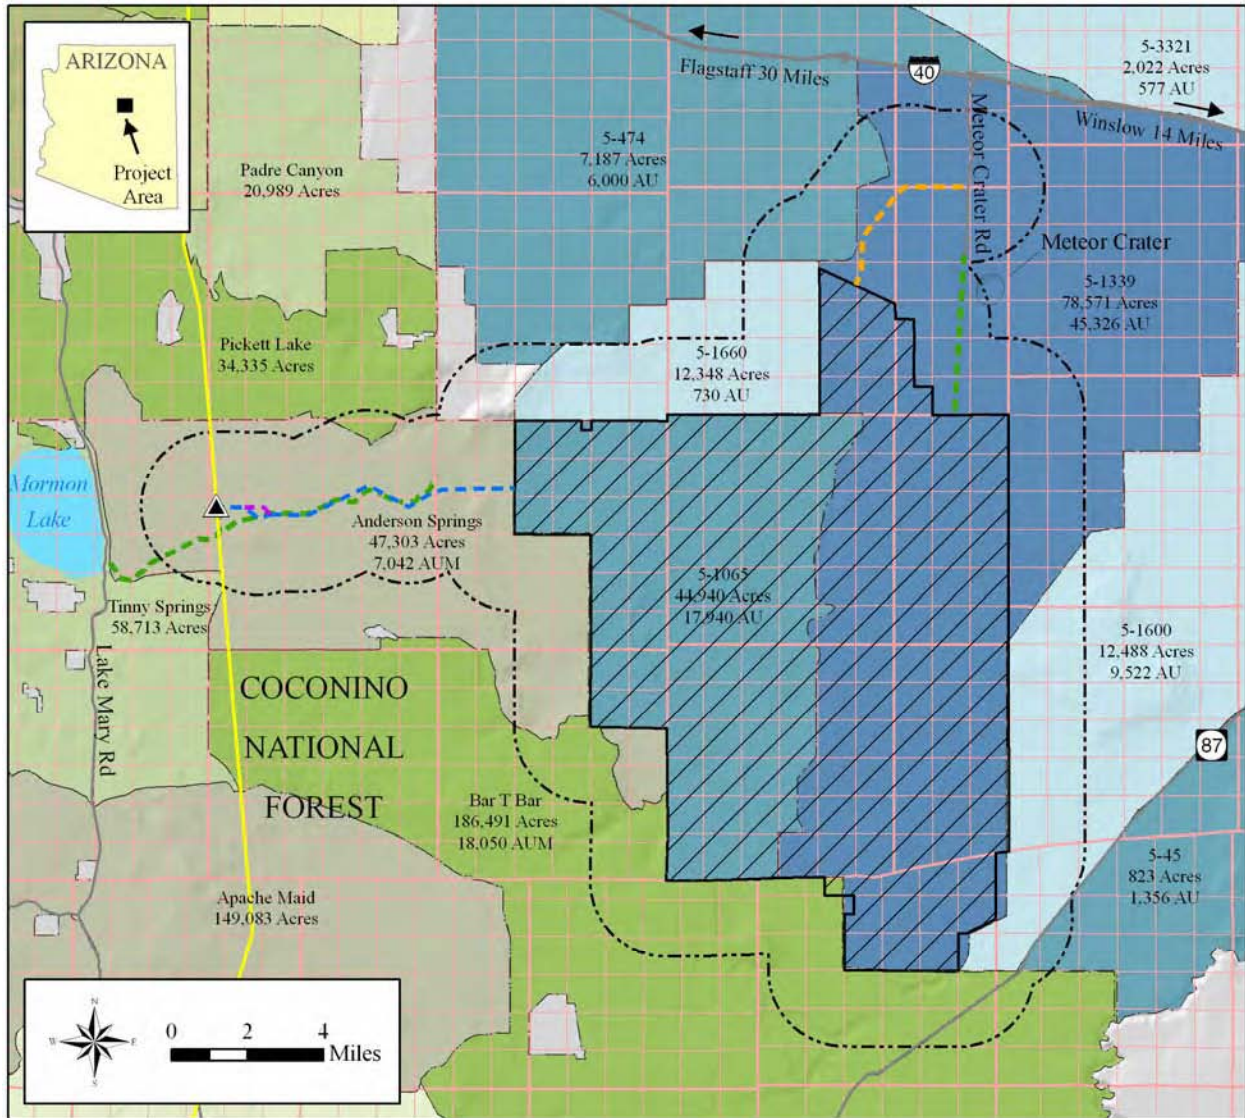 ARIZONA
Project
Area
Flagstaff 30 Miles
40
5-3321
2,022 Acres
577 AU
Winslow 14 Miles
Meteor Crater Rd
5-474
7,187 Acres
6,000 AU
Padre Canyon
20,989 Acres
Meteor Crater
5-1339
78,571 Acres
45,326 AU
Pickett Lake
34,335 Acres
5-1660
12,348 Acres
730 AU
Mormon
Lake
Anderson Springs
47,303 Acres
7,042 AUM
5-1065
44,940 Acres
17,940 AU
Tinny Springs
58,713 Acres
Lake Mary Rd
5-1600
12,488 Acres
9,522 AU
COCONINO
NATIONAL
FOREST
87
Bar T Bar
186,491 Acres
18,050 AUM
5-45
823 Acres
1,356 AU
Apache Maid
149,083 Acres
N
W E
S
0 2 4
Miles